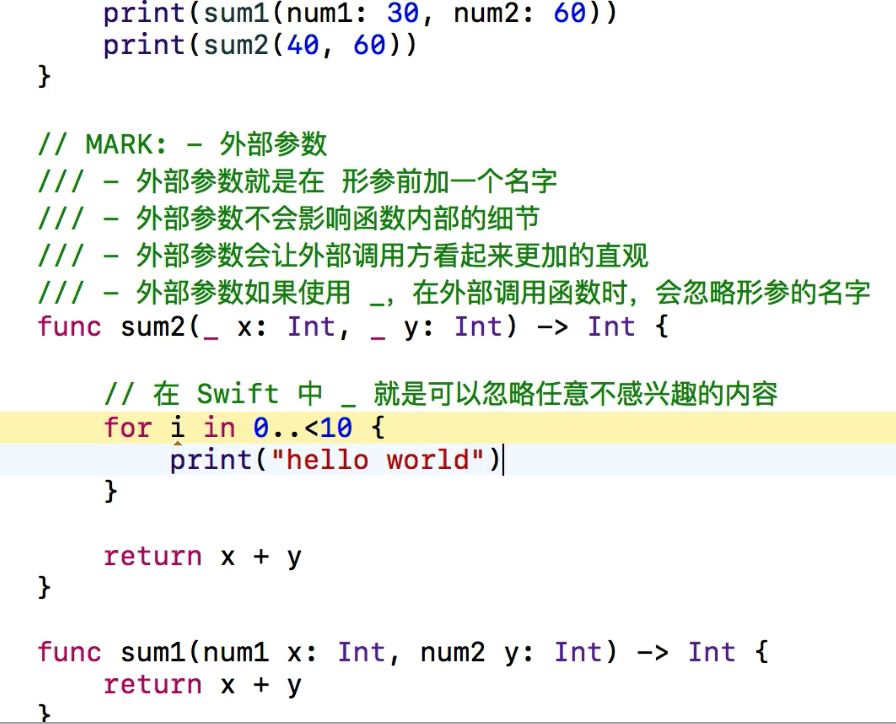 print(sum1(num1: 30, num2: 60))
print(sum2(40, 60))
}
// MARK: - 外部参数
/// - 外部参数就是在 形参前加一个名字
/// - 外部参数不会影响函数内部的细节
/// - 外部参数会让外部调用方看起来更加的直观
/// - 外部参数如果使用 _，在外部调用函数时，会忽略形参的名字
func sum2(_ x: Int, _ y: Int) -> Int {
// 在 Swift 中 _ 就是可以忽略任意不感兴趣的内容
for i in 0..<10 {
print("hello world")
}
return x + y
}
func sum1(num1 x: Int, num2 y: Int) -> Int {
return x + y
}